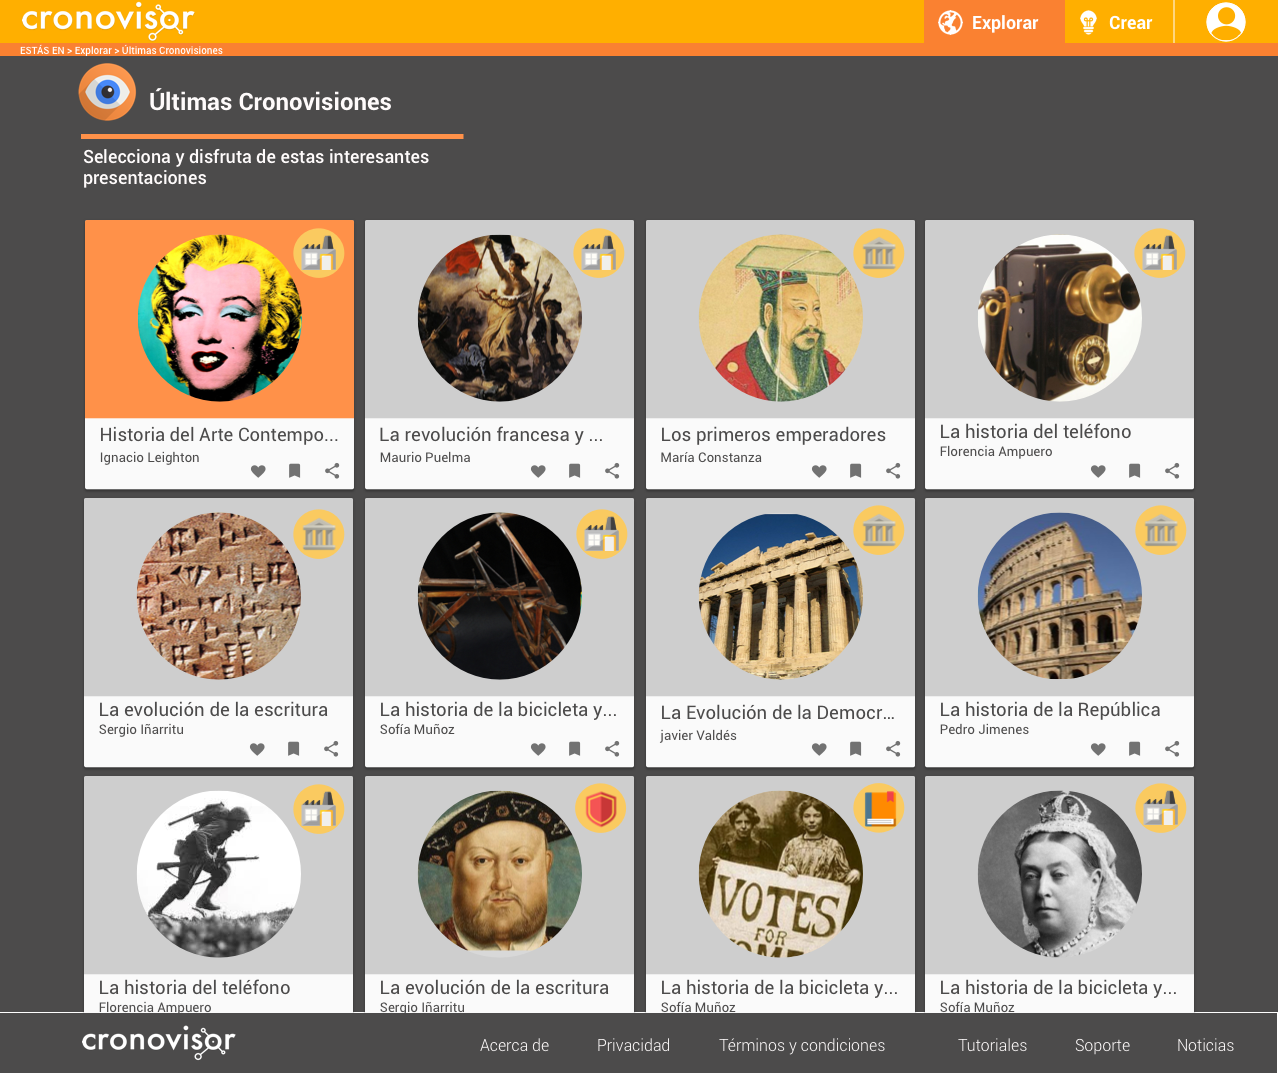 cronovisor
Explorar
Crear
ESTÁS EN > Explorar > Últimas Cronovisiones
Últimas Cronovisiones
Selecciona y disfruta de estas interesantes
presentaciones
Historia del Arte Contempo...
Ignacio Leighton
La revolución francesa y ...
Maurio Puelma
Los primeros emperadores
María Constanza
La historia del teléfono
Florencia Ampuero
La evolución de la escritura
Sergio Iñarritu
La historia de la bicicleta y...
Sofía Muñoz
La Evolución de la Democr...
javier Valdés
La historia de la República
Pedro Jimenes
VOTES
FOR
La historia del teléfono
Florencia Ampuero
La evolución de la escritura
Sergio Iñarritu
La historia de la bicicleta y...
Sofía Muñoz
La historia de la bicicleta y...
Sofía Muñoz
cronovisor
Acerca de
Privacidad
Términos y condiciones
Tutoriales
Soporte
Noticias